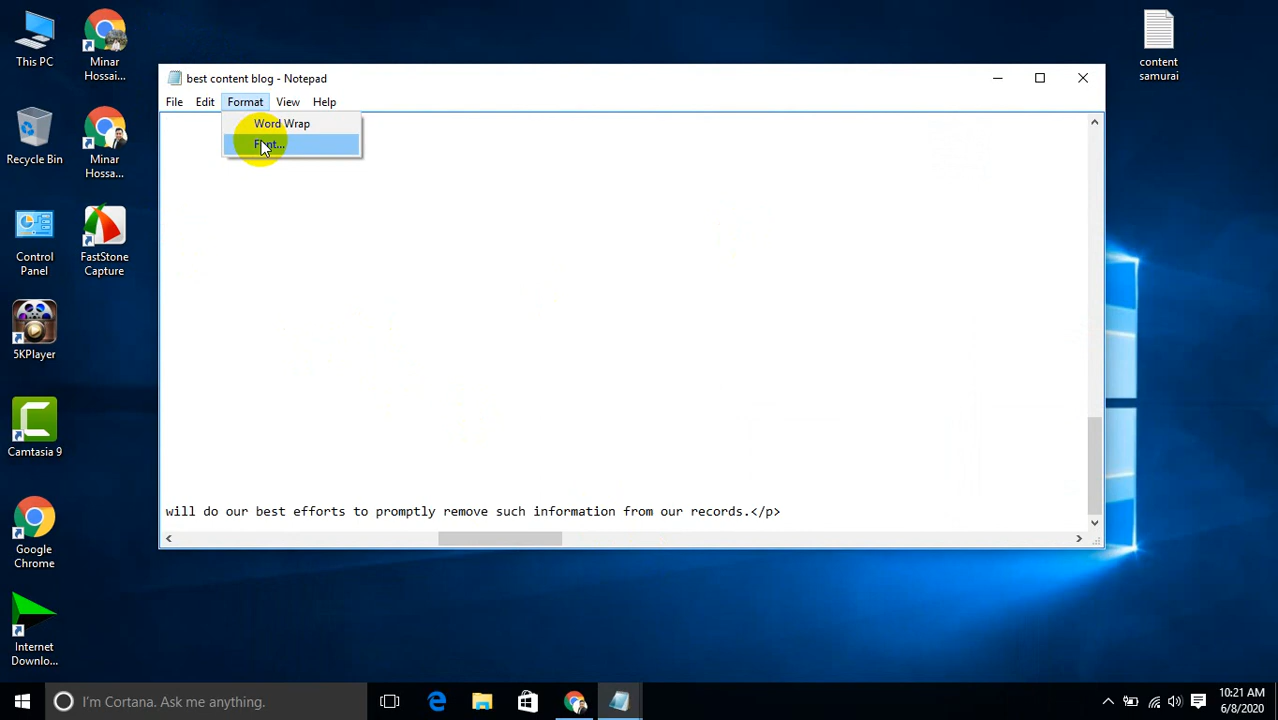 This PC
Minar
Hossai...
content
samurai
best content blog - Notepad
File Edit Format View Help
Word Wrap
Font...
Recycle Bin
Minar
Hossa...
Control
Panel
FastStone
Capture
5KPlayer
Camtasia 9
will do our best efforts to promptly remove such information from our records.</p>
Google
Chrome
Internet
Downlo...
I'm Cortana. Ask me anything.
10:21 AM
6/8/2020